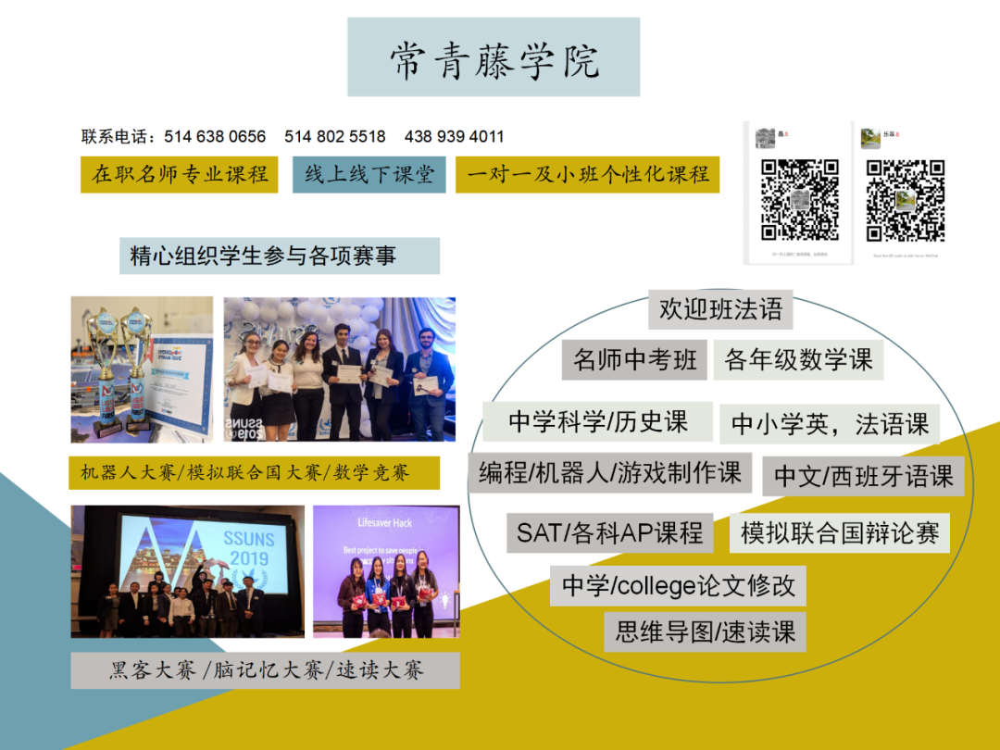 常青藤学院
联系电话：514 638 0656 514 802 5518 438 939 4011
在职名师专业课程 线上线下课堂 一对一及小班个性化课程
精心组织学生参与各项赛事
SSUNS
2019
机器人大赛/模拟联合国大赛/数学竞赛
SSUNS
2019
Lifesaver Hack
Best project to save people
黑客大赛 /脑记忆大赛/速读大赛
欢迎班法语
名师中考班 各年级数学课
中学科学/历史课 中小学英，法语课
编程/机器人/游戏制作课 中文/西班牙语课
SAT/各科AP课程 模拟联合国辩论赛
中学/college论文修改
思维导图/速读课